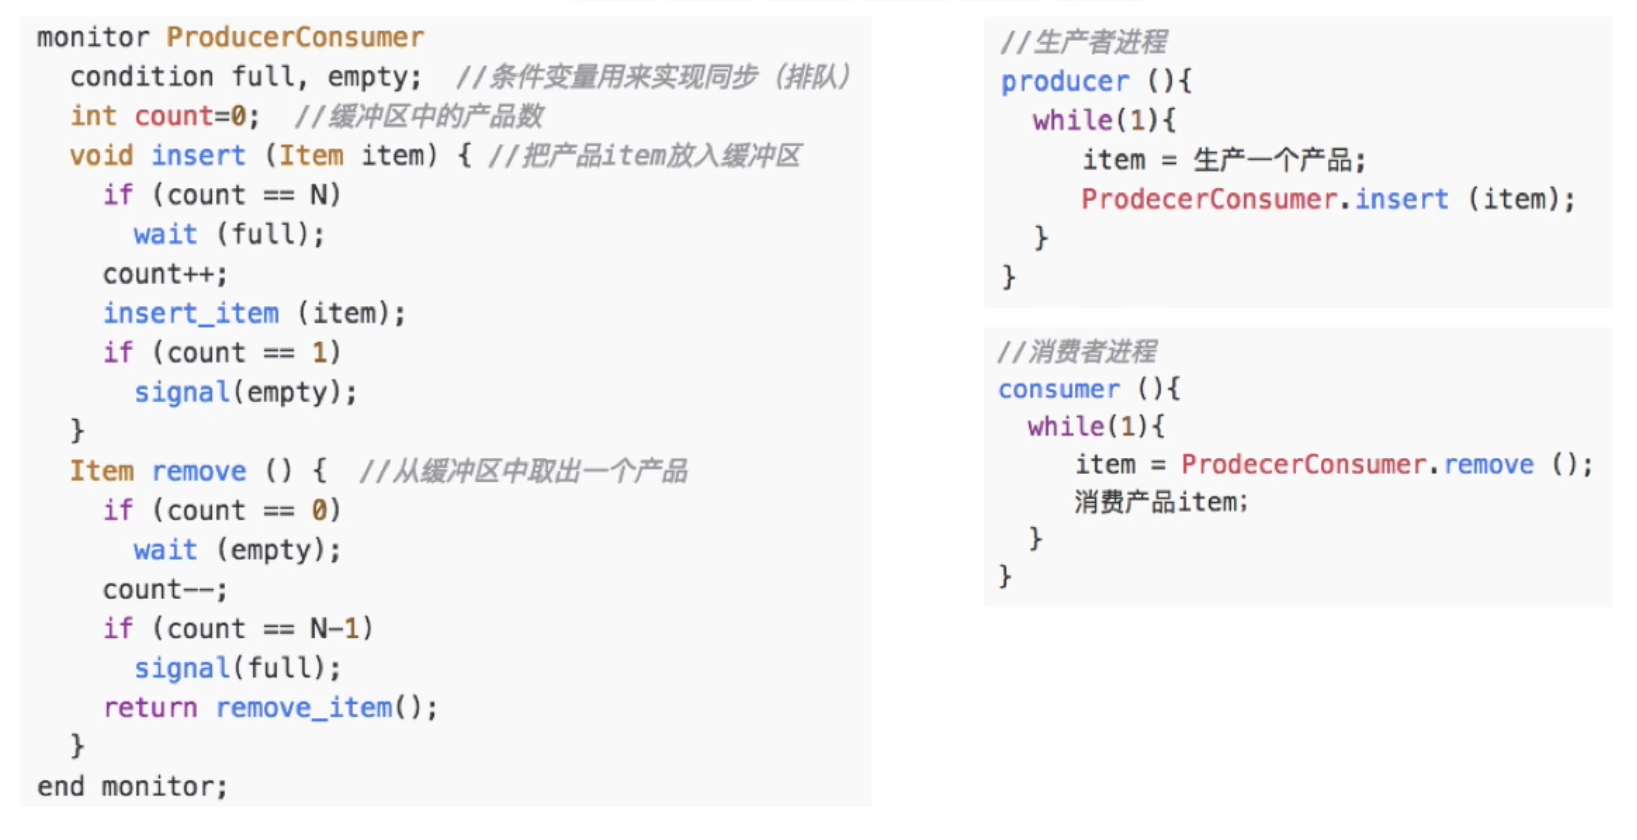 monitor ProducerConsumer
condition full, empty; //条件变量用来实现同步（排队）
int count=0; //缓冲区中的产品数
void insert (Item item) { //把产品item放入缓冲区
if (count == N)
wait (full);
count++;
insert_item (item);
if (count == 1)
signal(empty);
}
Item remove () { //从缓冲区中取出一个产品
if (count == 0)
wait (empty);
count--;
if (count == N-1)
signal(full);
return remove_item();
}
end monitor;
//生产者进程
producer (){
while(1){
item = 生产一个产品;
ProdecerConsumer.insert (item);
}
}
//消费者进程
consumer (){
while(1){
item = ProdecerConsumer.remove ();
消费产品item;
}
}